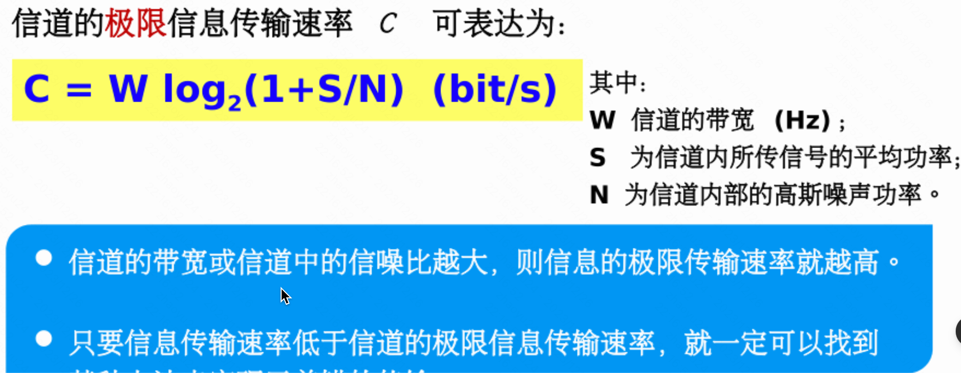 信道的极限信息传输速率 C 可表达为：
C = W log₂(1+S/N) (bit/s)
其中：
W 信道的带宽 (Hz)；
S 为信道内所传信号的平均功率；
N 为信道内部的高斯噪声功率。
● 信道的带宽或信道中的信噪比越大，则信息的极限传输速率就越高。
● 只要信息传输速率低于信道的极限信息传输速率，就一定可以找到